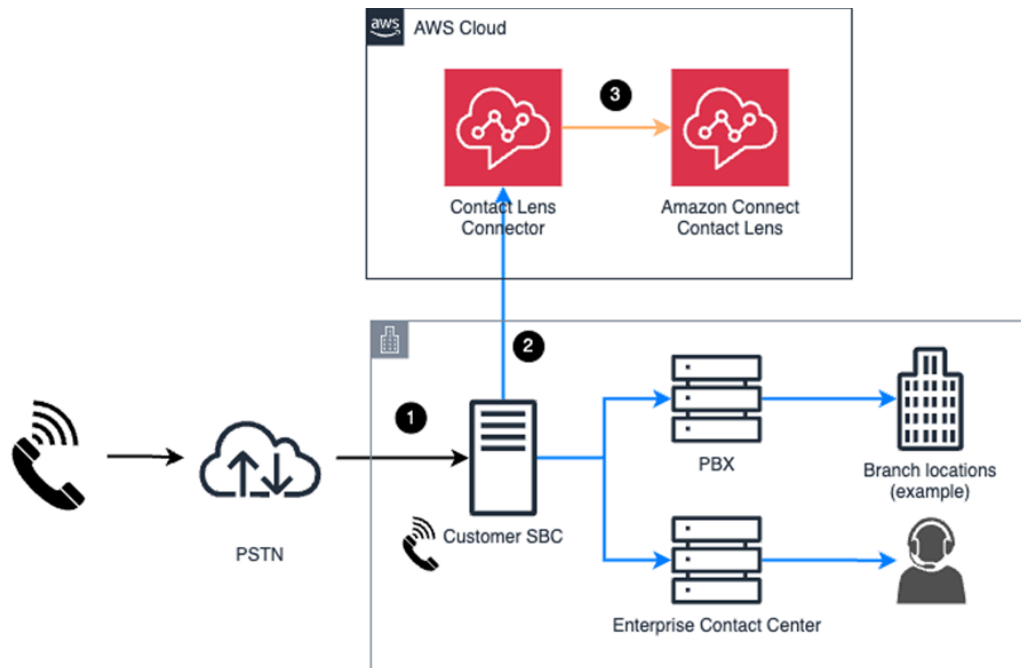 aws
AWS Cloud
3
Contact Lens
Connector
Amazon Connect
Contact Lens
2
1
PSTN
Customer SBC
PBX
Branch locations
(example)
Enterprise Contact Center